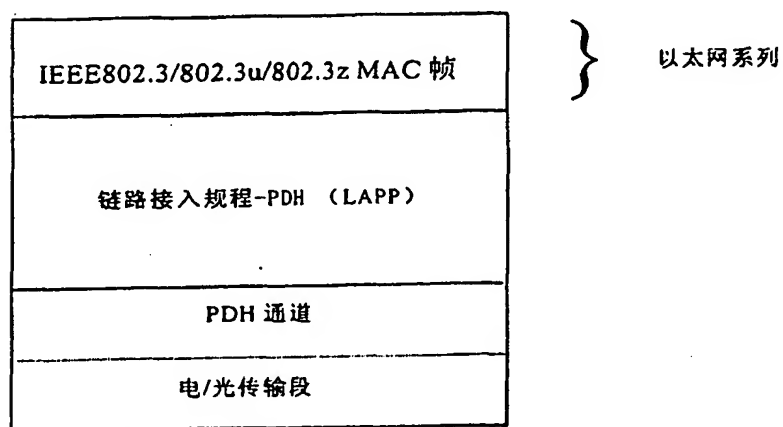 IEEE802.3/802.3u/802.3z MAC 帧
以太网系列
链路接入规程-PDH （LAPP）
PDH 通道
电/光传输段